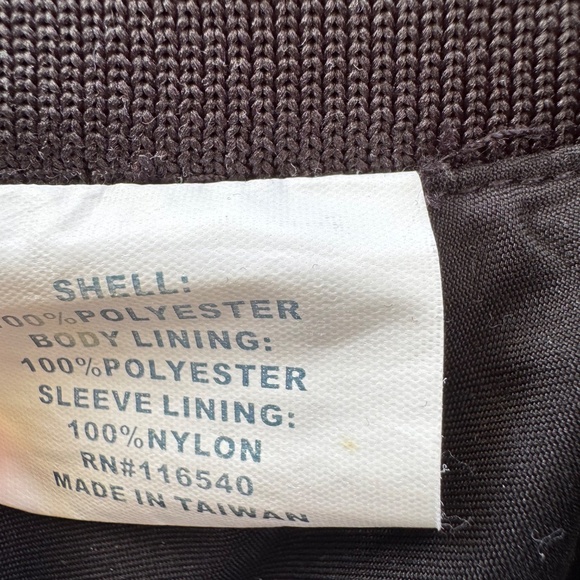 SHELL:
100%POLYESTER
BODY LINING:
100%POLYESTER
SLEEVE LINING:
100%NYLON
RN#116540
MADE IN TAIWAN